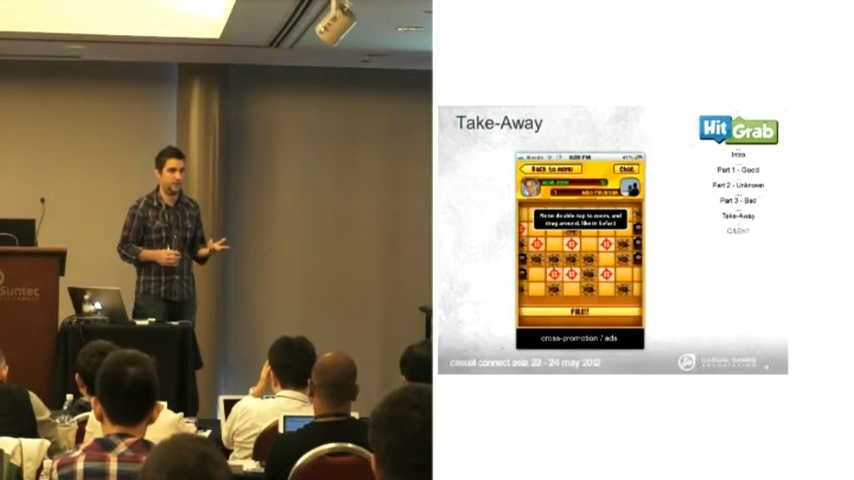 Suntec
Take-Away
Hit
Grab
Intro
Part 1 - Good
Part 2 - Unknown
Part 3 - Bad
Take-Away
Back to menu
Chat
Note: double-tap to zoom, and
drag around, like in Safari!
cross-promotion / ads
casual connect asia 22 - 24 may 2012
CASUAL GAMES
ASSOCIATION